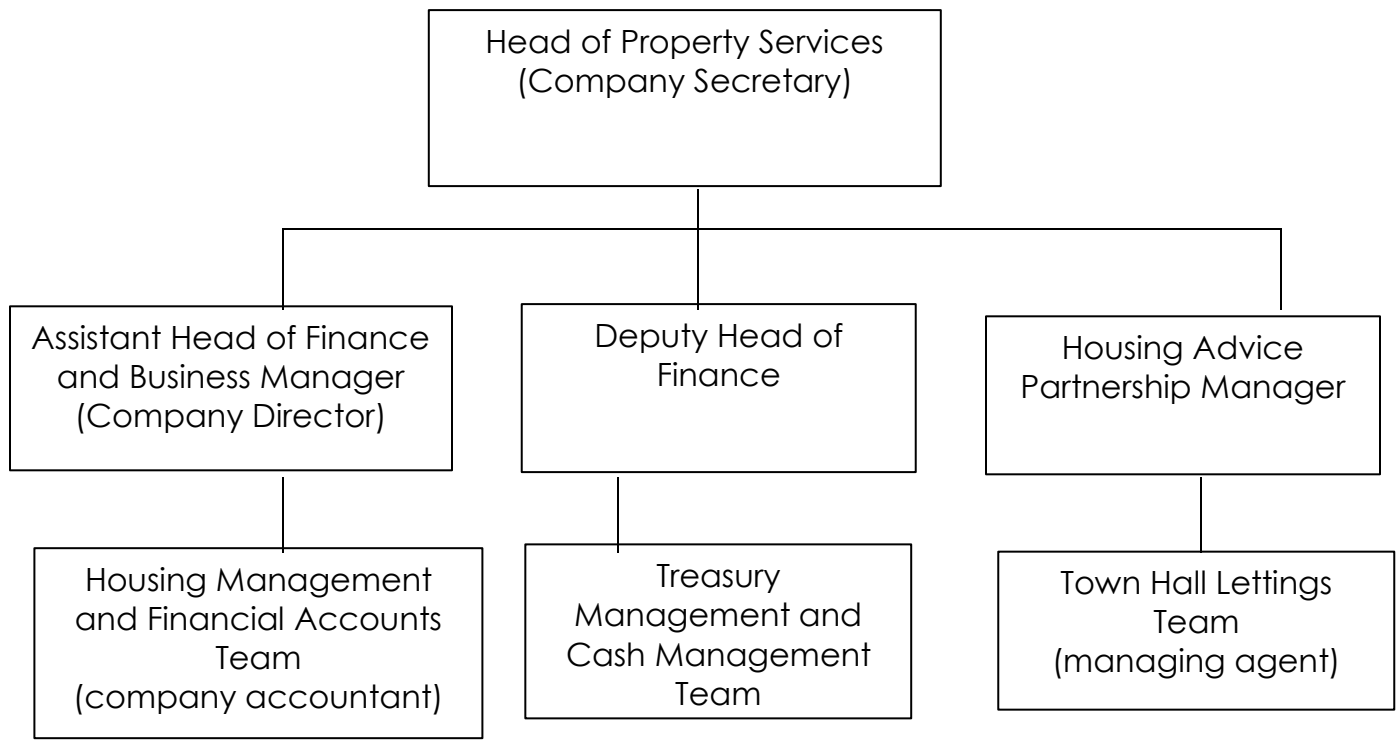 Head of Property Services
(Company Secretary)
Assistant Head of Finance
and Business Manager
(Company Director)
Deputy Head of
Finance
Housing Advice
Partnership Manager
Housing Management
and Financial Accounts
Team
(company accountant)
Treasury
Management and
Cash Management
Team
Town Hall Lettings
Team
(managing agent)